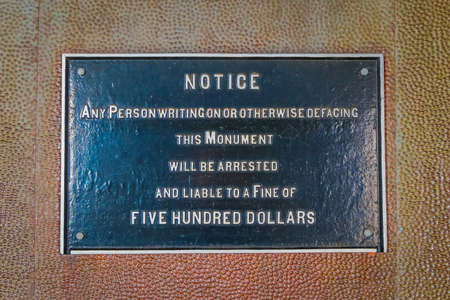 NOTICE
ANY PERSON WRITING ON OR OTHERWISE DEFACING
THIS MONUMENT
WILL BE ARRESTED
AND LIABLE TO A FINE OF
FIVE HUNDRED DOLLARS